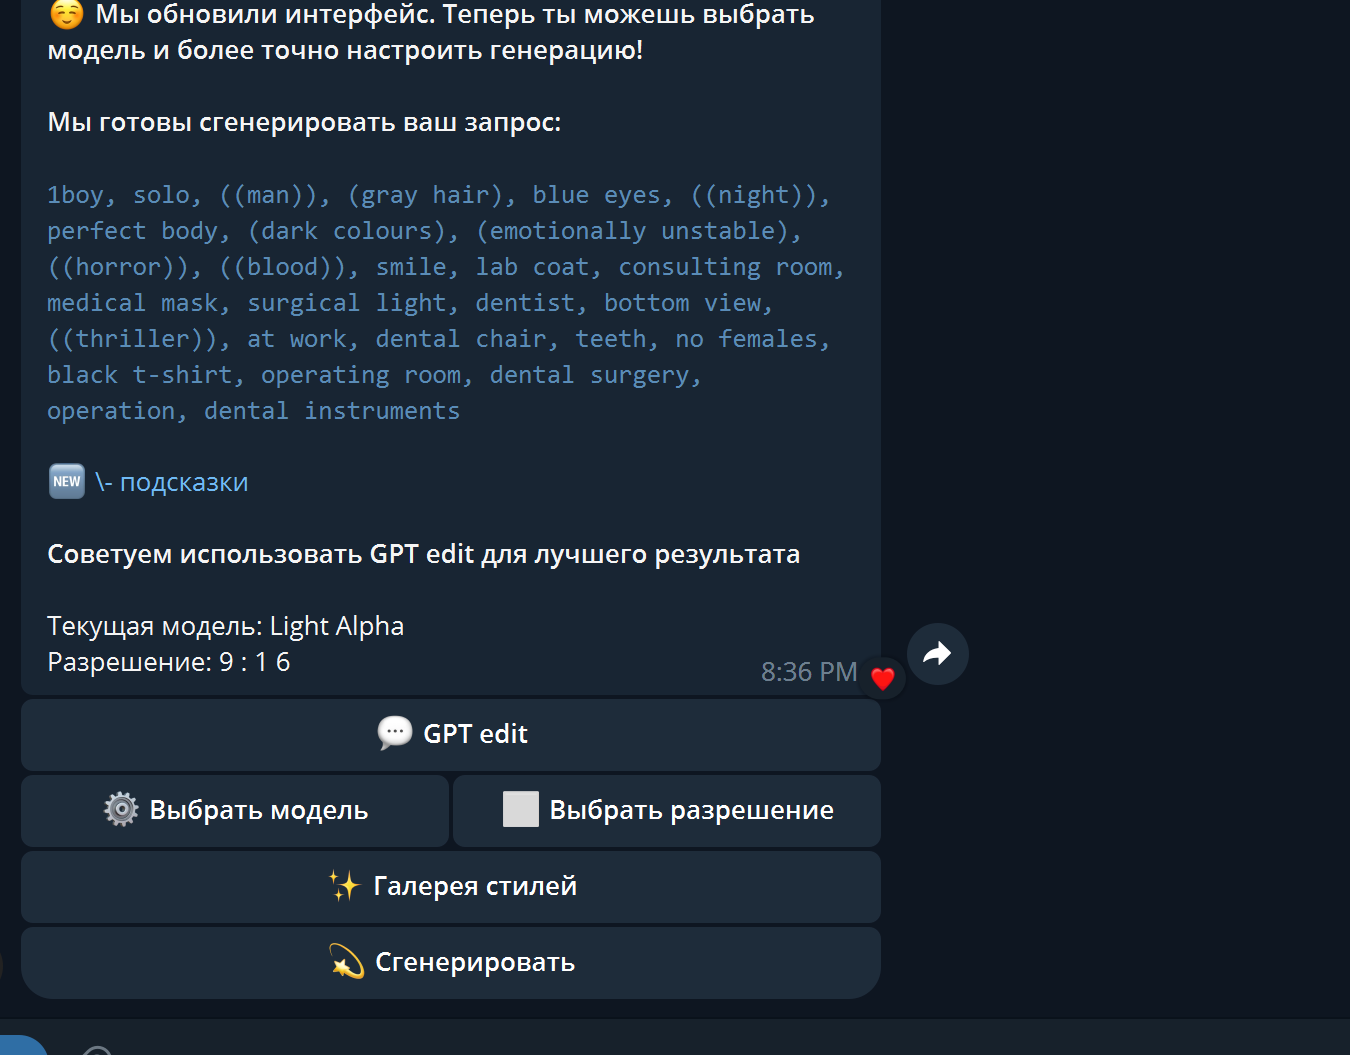 ☺️ Мы обновили интерфейс. Теперь ты можешь выбрать
модель и более точно настроить генерацию!
Мы готовы сгенерировать ваш запрос:
1boy, solo, ((man)), (gray hair), blue eyes, ((night)),
perfect body, (dark colours), (emotionally unstable),
((horror)), ((blood)), smile, lab coat, consulting room,
medical mask, surgical light, dentist, bottom view,
((thriller)), at work, dental chair, teeth, no females,
black t-shirt, operating room, dental surgery,
operation, dental instruments
🆕 \- подсказки
Советуем использовать GPT edit для лучшего результата
Текущая модель: Light Alpha
Разрешение: 9 : 1 6
8:36 PM
💬 GPT edit
⚙️ Выбрать модель
⬜ Выбрать разрешение
✨ Галерея стилей
💫 Сгенерировать